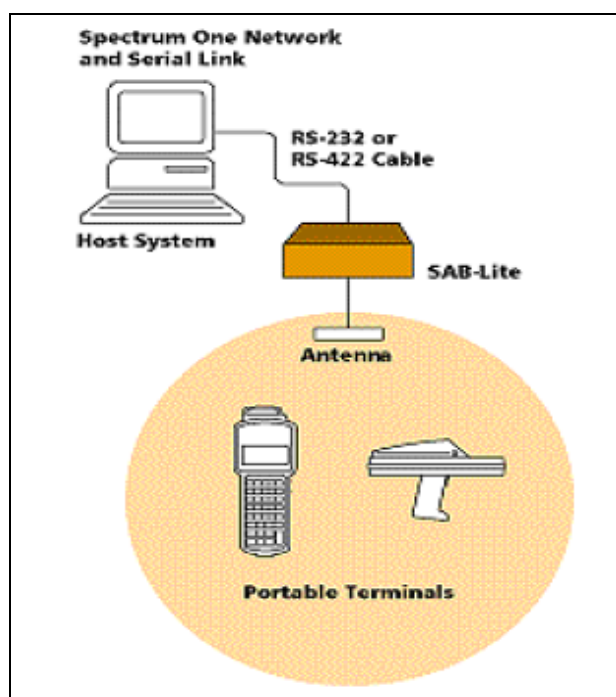 Spectrum One Network
and Serial Link
RS-232 or
RS-422 Cable
Host System
SAB-Lite
Antenna
Portable Terminals